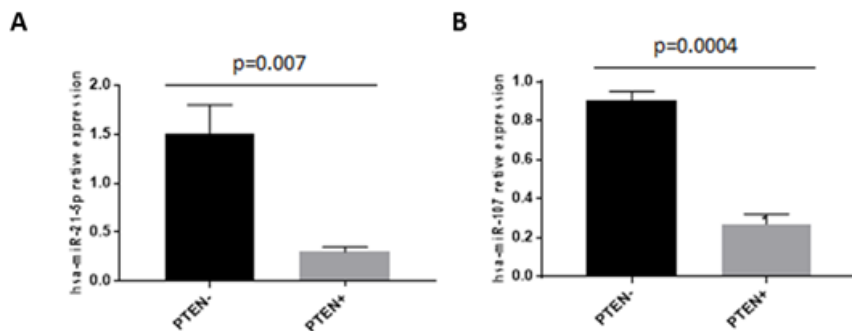 A
p=0.007
hsa-miR-21-5p retive expression
2.0
1.5
1.0
0.5
0.0
PTEN-
PTEN+
B
p=0.0004
hsa-miR-107 retive expression
1.0
0.8
0.6
0.4
0.2
0.0
PTEN-
PTEN+